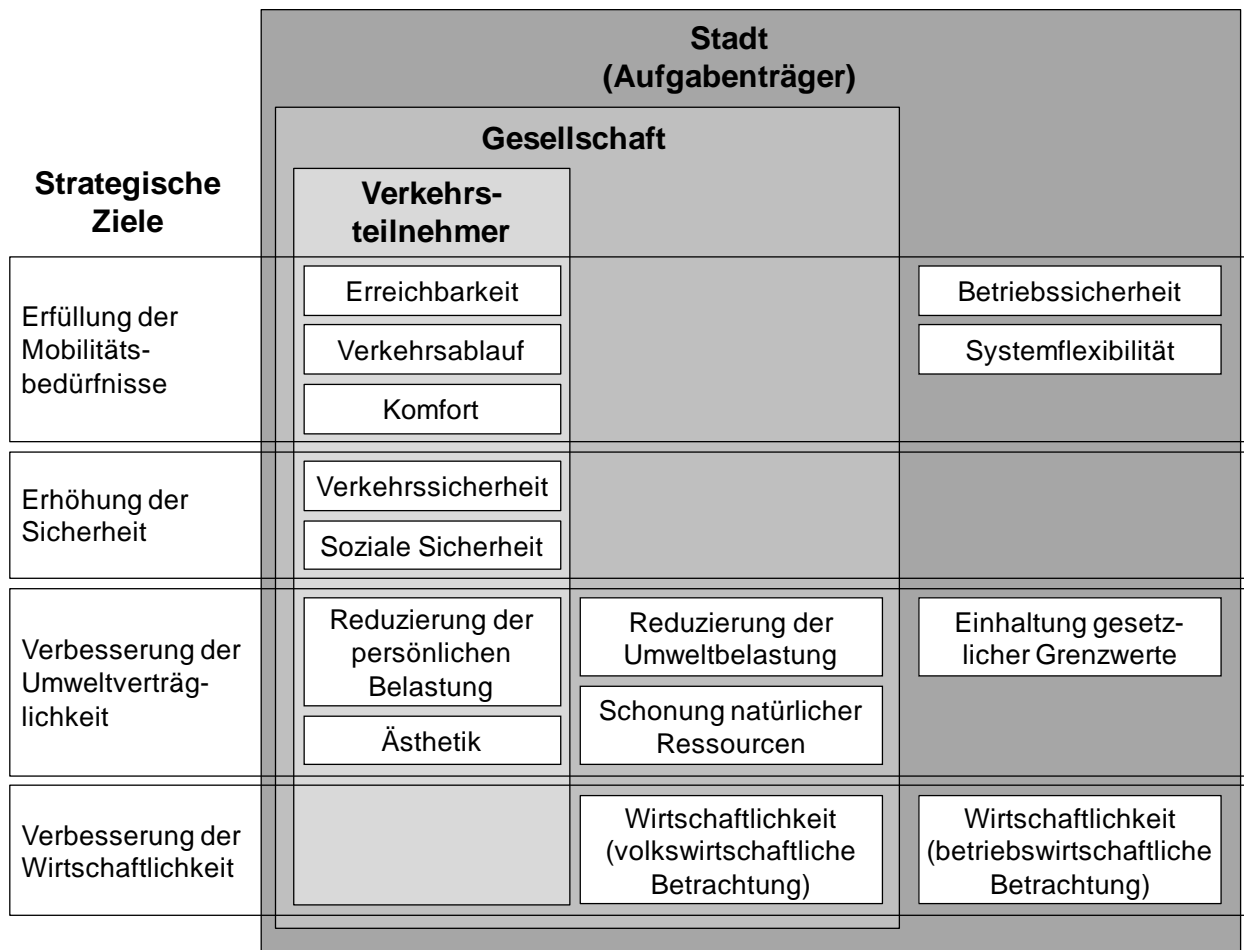 Stadt
(Aufgabenträger)
Gesellschaft
Strategische
Ziele
Verkehrs-
teilnehmer
Erfüllung der
Mobilitäts-
bedürfnisse
Erreichbarkeit
Verkehrsablauf
Komfort
Betriebssicherheit
Systemflexibilität
Erhöhung der
Sicherheit
Verkehrssicherheit
Soziale Sicherheit
Verbesserung der
Umweltverträg-
lichkeit
Reduzierung der
persönlichen
Belastung
Ästhetik
Reduzierung der
Umweltbelastung
Schonung natürlicher
Ressourcen
Einhaltung gesetz-
licher Grenzwerte
Verbesserung der
Wirtschaftlichkeit
Wirtschaftlichkeit
(volkswirtschaftliche
Betrachtung)
Wirtschaftlichkeit
(betriebswirtschaftliche
Betrachtung)